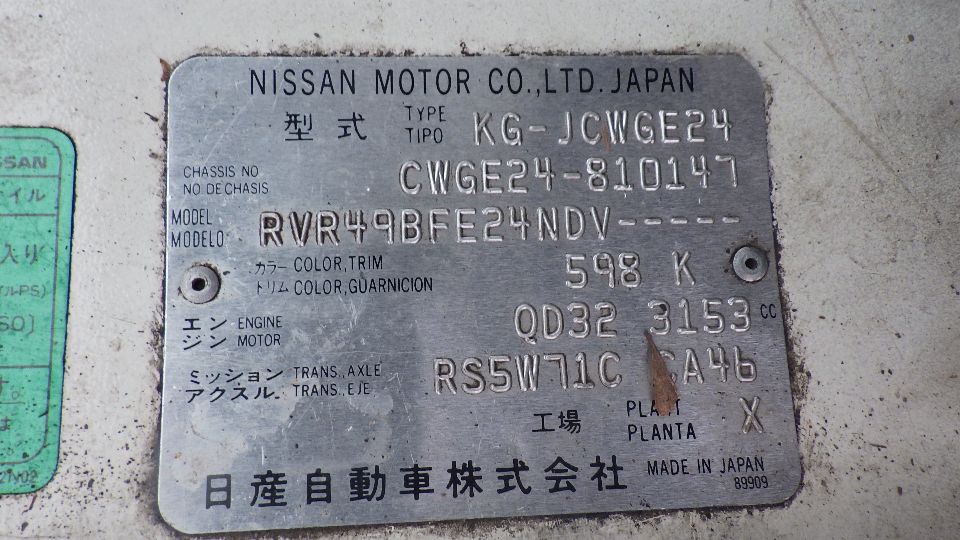 NISSAN MOTOR CO.,LTD. JAPAN
型式 TYPE TIPO KG-JCWGE24
CHASSIS NO
NO DE CHASIS
CWGE24-810147
MODEL
MODELO
RVR49BFE24NDV-----
カラー COLOR,TRIM
トリム COLOR,GUARNICION
598 K
エンジン ENGINE MOTOR
QD32 3153 CC
ミッション TRANS.,AXLE
アクスル TRANS.,EJE
RS5W71C CA46
工場 PLANT PLANTA X
日産自動車株式会社 MADE IN JAPAN
89909
SSAN
イル
入り